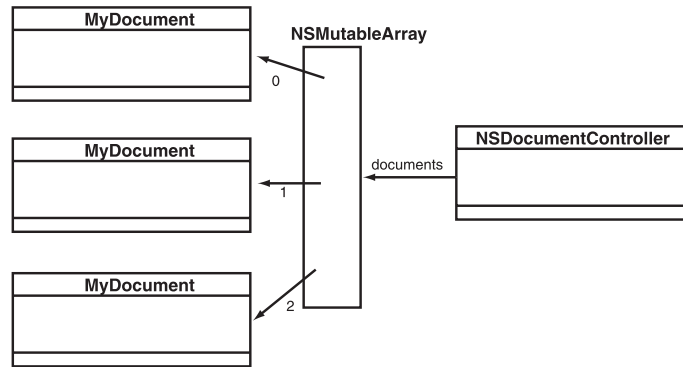 MyDocument
NSMutableArray
0
MyDocument
NSDocumentController
documents
1
MyDocument
2